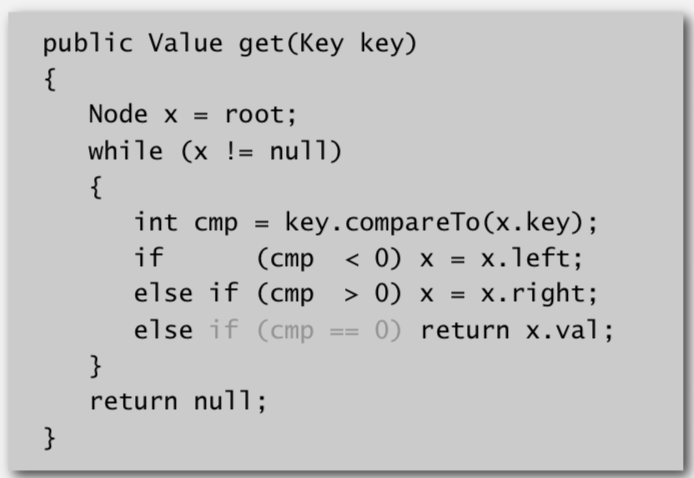 public Value get(Key key)
{
   Node x = root;
   while (x != null)
   {
      int cmp = key.compareTo(x.key);
      if      (cmp  < 0) x = x.left;
      else if (cmp  > 0) x = x.right;
      else if (cmp == 0) return x.val;
   }
   return null;
}